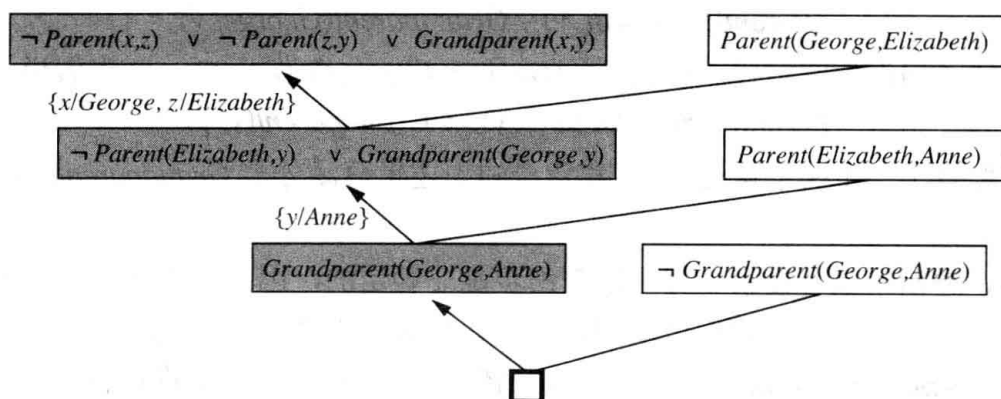 ¬ Parent(x,z) ∨ ¬ Parent(z,y) ∨ Grandparent(x,y)
Parent(George,Elizabeth)
{x/George, z/Elizabeth}
¬ Parent(Elizabeth,y) ∨ Grandparent(George,y)
Parent(Elizabeth,Anne)
{y/Anne}
Grandparent(George,Anne)
¬ Grandparent(George,Anne)